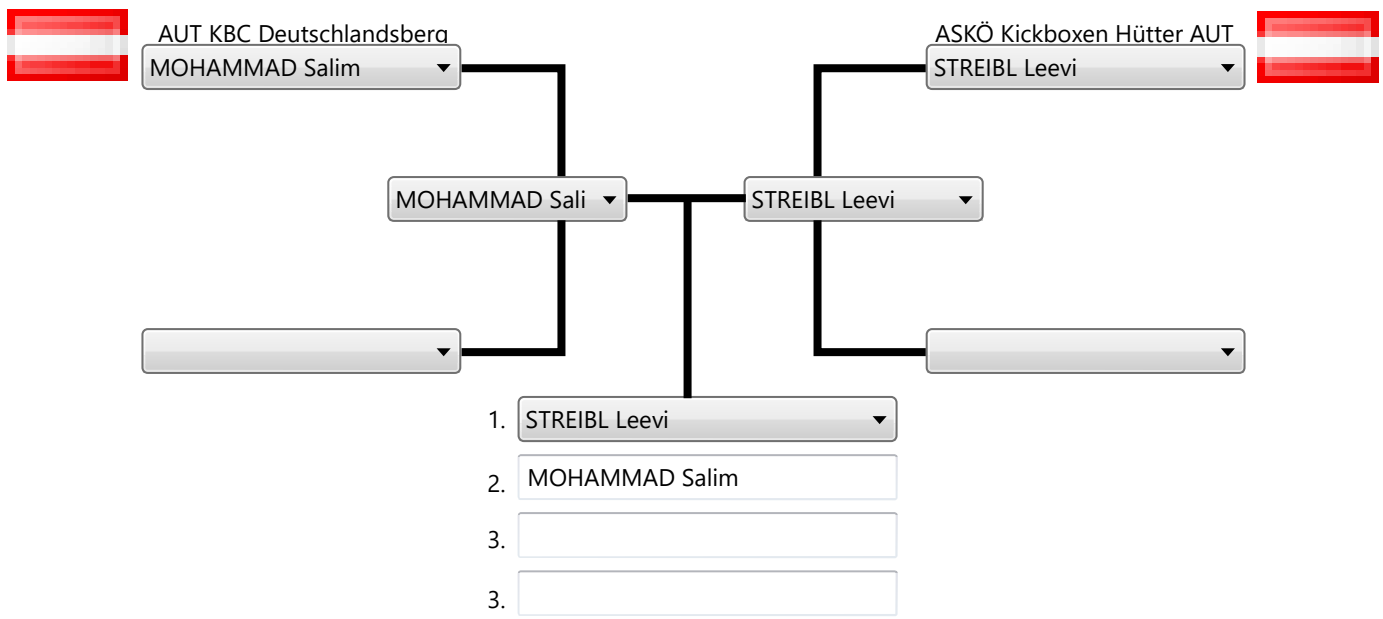 AUT KBC Deutschlandsberg
ASKÖ Kickboxen Hütter AUT
MOHAMMAD Salim
STREIBL Leevi
MOHAMMAD Sali
STREIBL Leevi
1. STREIBL Leevi
2. MOHAMMAD Salim
3.
3.